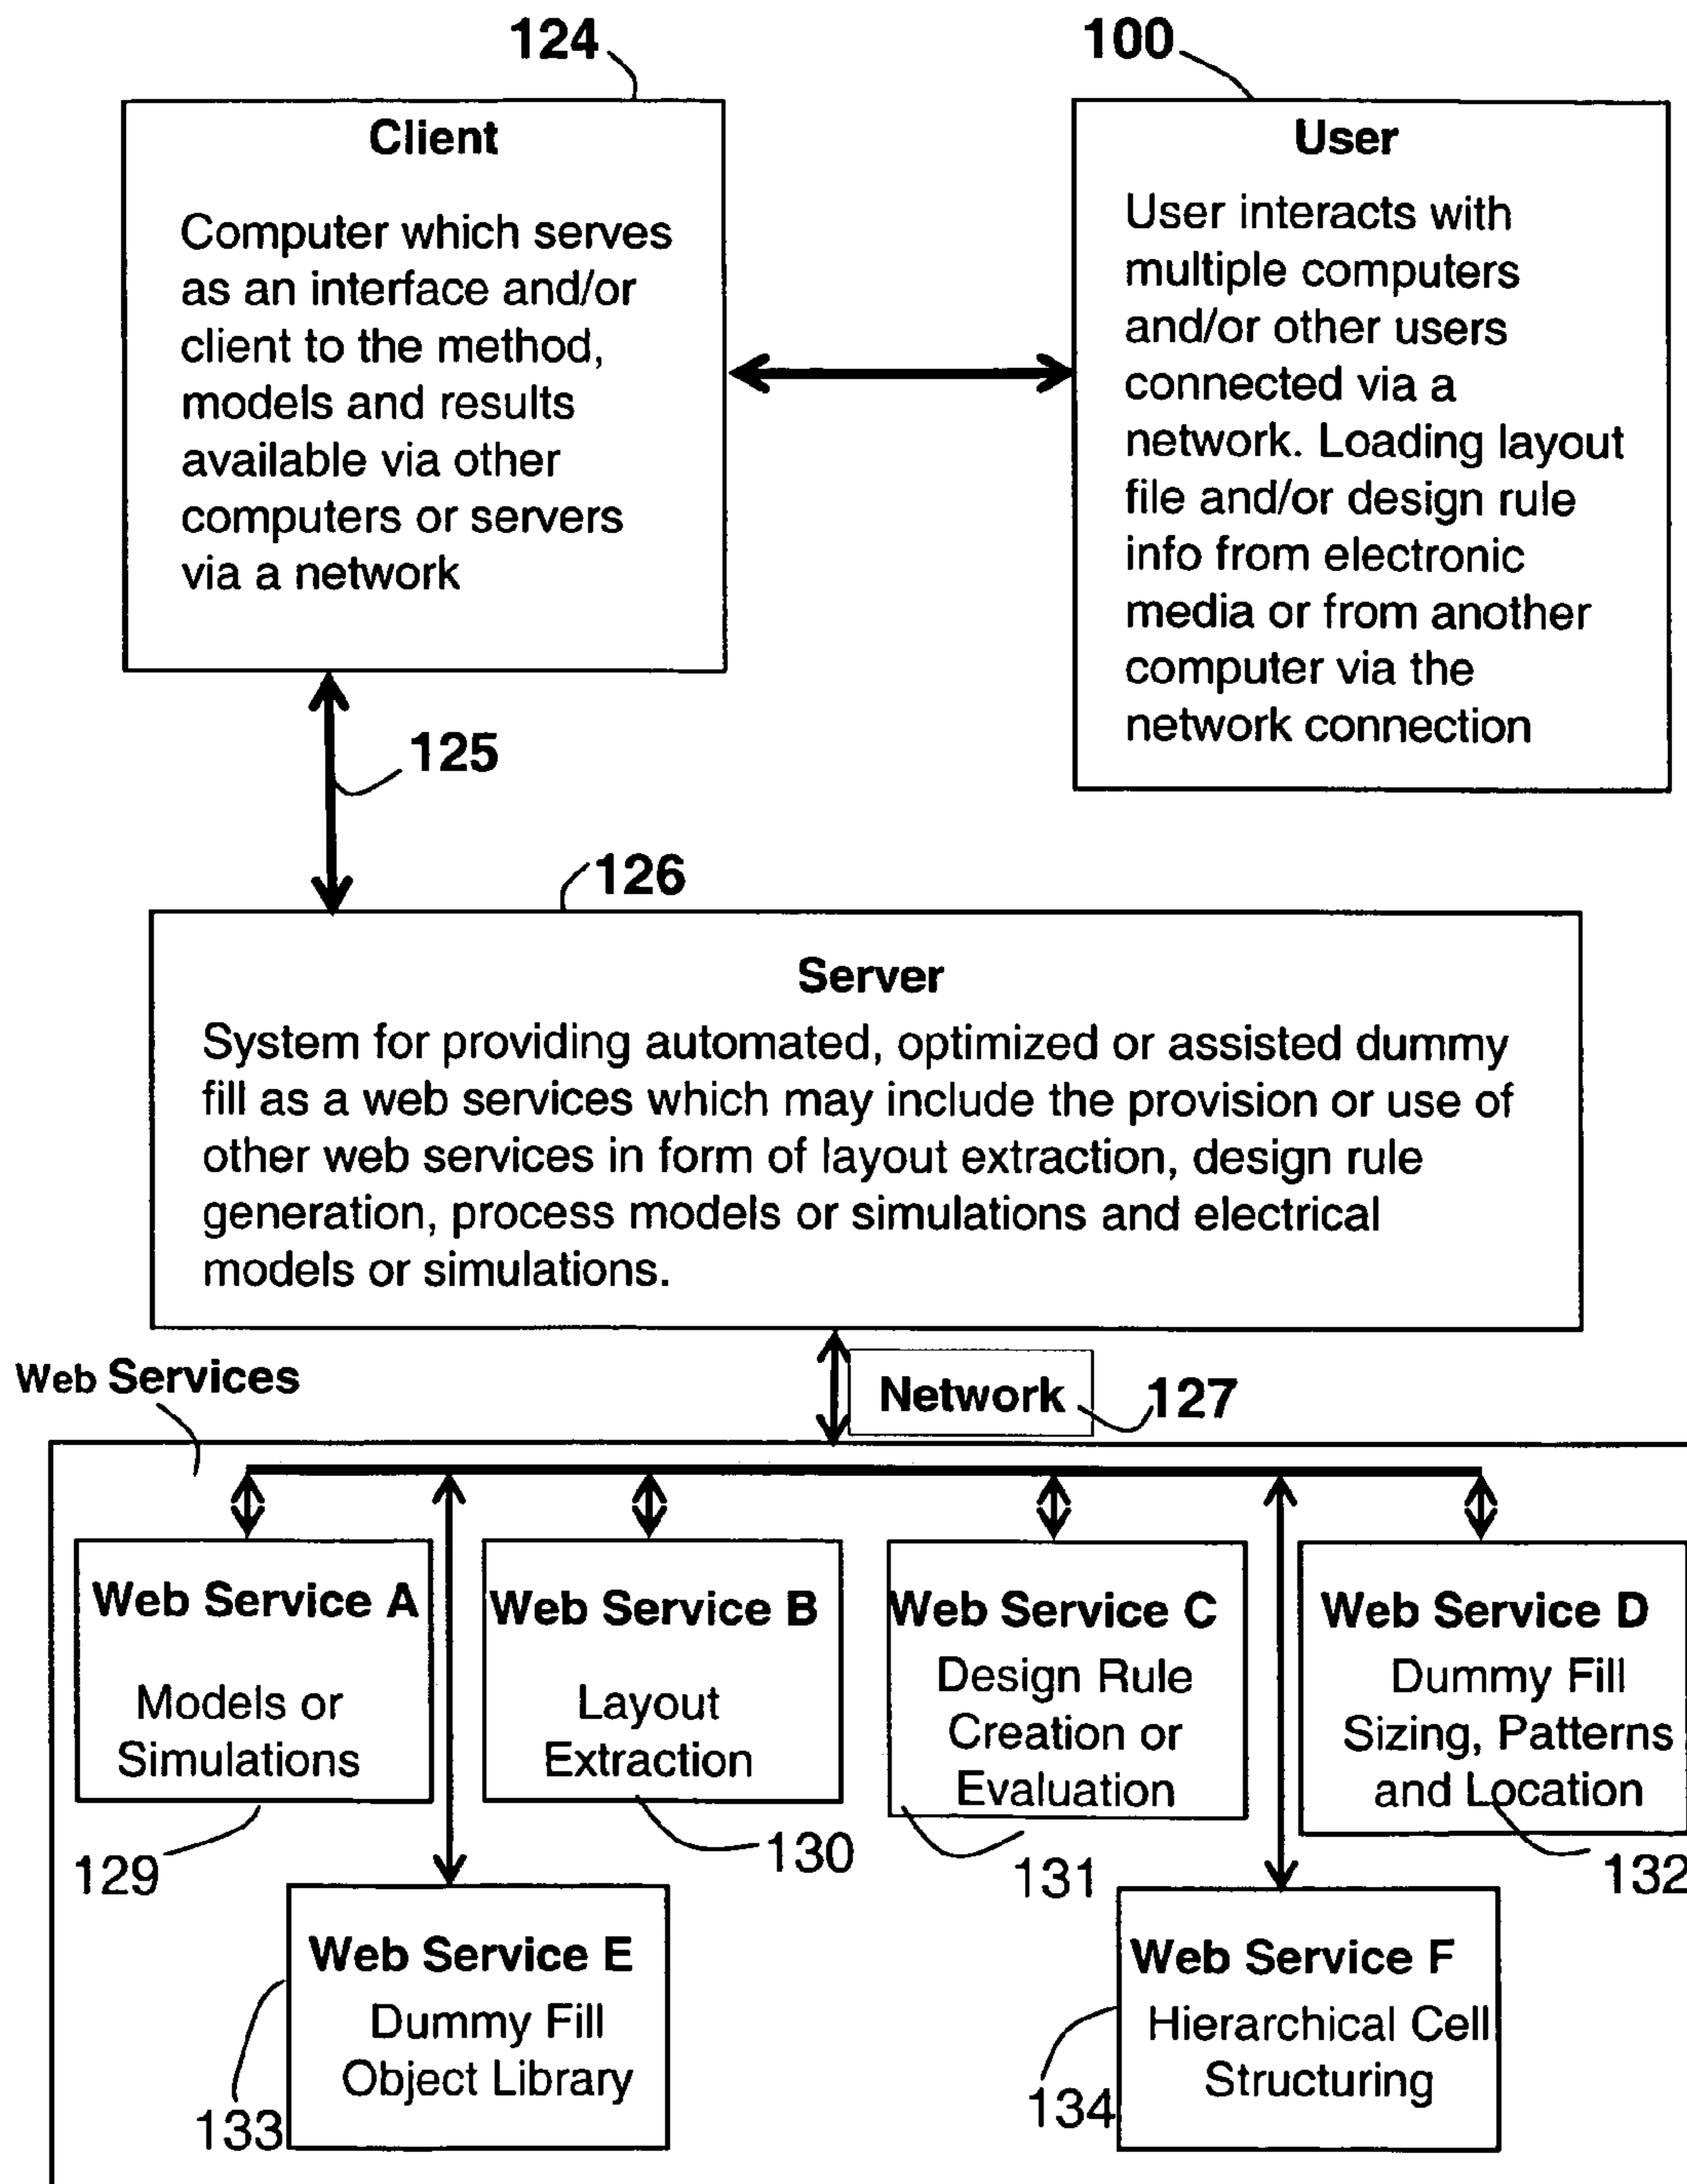 124
100
Client
Computer which serves
as an interface and/or
client to the method,
models and results
available via other
computers or servers
via a network
User
User interacts with
multiple computers
and/or other users
connected via a
network. Loading layout
file and/or design rule
info from electronic
media or from another
computer via the
network connection
125
126
Server
System for providing automated, optimized or assisted dummy
fill as a web services which may include the provision or use of
other web services in form of layout extraction, design rule
generation, process models or simulations and electrical
models or simulations.
Web Services
Network
127
Web Service A
Models or
Simulations
129
Web Service B
Layout
Extraction
130
Web Service C
Design Rule
Creation or
Evaluation
131
Web Service D
Dummy Fill
Sizing, Patterns
and Location
132
Web Service E
Dummy Fill
Object Library
133
Web Service F
Hierarchical Cell
Structuring
134